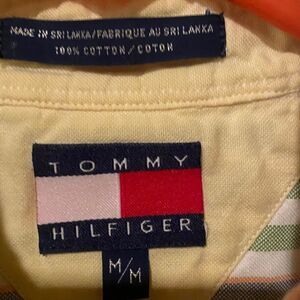 MADE IN SRI LANKA/FABRIQUE AU SRI LANKA
100% COTTON / COTON
TOMMY
HILFIGER
M/M